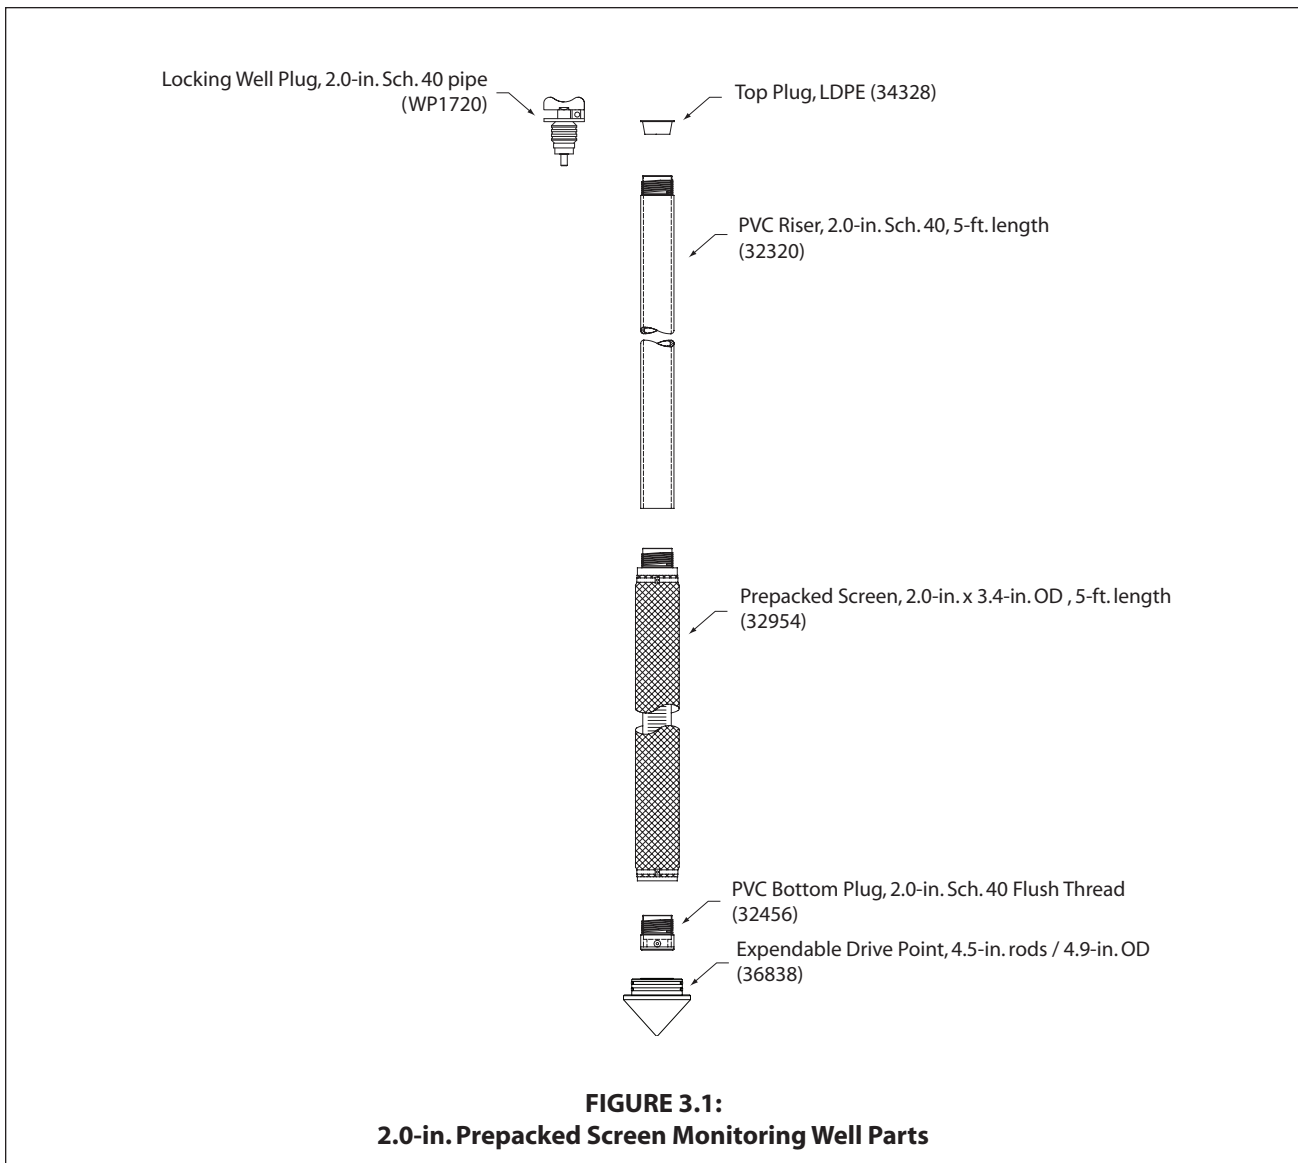 Locking Well Plug, 2.0-in. Sch. 40 pipe
(WP1720)
Top Plug, LDPE (34328)
PVC Riser, 2.0-in. Sch. 40, 5-ft. length
(32320)
Prepacked Screen, 2.0-in. x 3.4-in. OD , 5-ft. length
(32954)
PVC Bottom Plug, 2.0-in. Sch. 40 Flush Thread
(32456)
Expendable Drive Point, 4.5-in. rods / 4.9-in. OD
(36838)
FIGURE 3.1:
2.0-in. Prepacked Screen Monitoring Well Parts